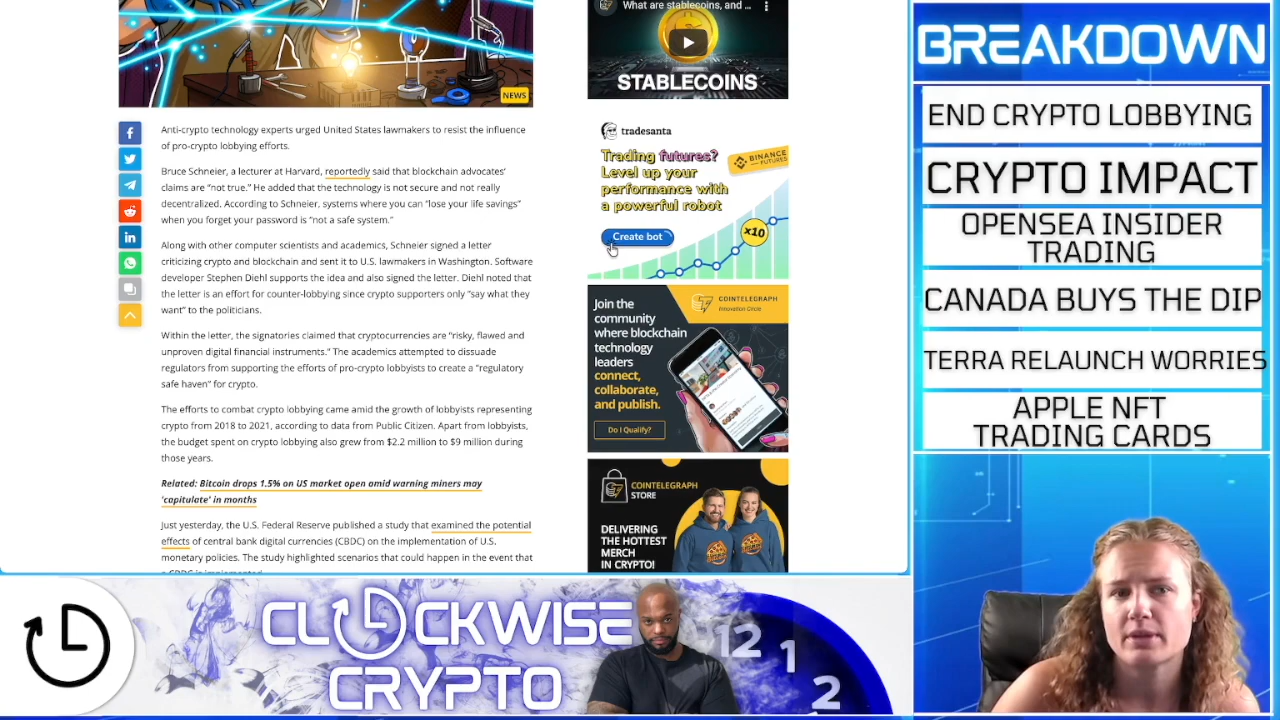 NEWS
Anti-crypto technology experts urged United States lawmakers to resist the influence
of pro-crypto lobbying efforts.
Bruce Schneier, a lecturer at Harvard, reportedly said that blockchain advocates'
claims are “not true.” He added that the technology is not secure and not really
decentralized. According to Schneier, systems where you can “lose your life savings”
when you forget your password is “not a safe system.”
Along with other computer scientists and academics, Schneier signed a letter
criticizing crypto and blockchain and sent it to U.S. lawmakers in Washington. Software
developer Stephen Diehl supports the idea and also signed the letter. Diehl noted that
the letter is an effort for counter-lobbying since crypto supporters only “say what they
want” to the politicians.
Within the letter, the signatories claimed that cryptocurrencies are “risky, flawed and
unproven digital financial instruments.” The academics attempted to dissuade
regulators from supporting the efforts of pro-crypto lobbyists to create a “regulatory
safe haven” for crypto.
The efforts to combat crypto lobbying came amid the growth of lobbyists representing
crypto from 2018 to 2021, according to data from Public Citizen. Apart from lobbyists,
the budget spent on crypto lobbying also grew from $2.2 million to $9 million during
those years.
Related: Bitcoin drops 1.5% on US market open amid warning miners may
'capitulate' in months
Just yesterday, the U.S. Federal Reserve published a study that examined the potential
effects of central bank digital currencies (CBDC) on the implementation of U.S.
monetary policies. The study highlighted scenarios that could happen in the event that
a CBDC is implemented.
What are stablecoins, and ...
STABLECOINS
tradesanta
Trading futures?
Level up your
performance with
a powerful robot
BINANCE
FUTURES
Create bot
x10
Join the
community
where blockchain
technology
leaders
connect,
collaborate,
and publish.
Do I Qualify?
COINTELEGRAPH
Innovation Circle
COINTELEGRAPH
STORE
DELIVERING
THE HOTTEST
MERCH
IN CRYPTO!
BREAKDOWN
END CRYPTO LOBBYING
CRYPTO IMPACT
OPENSEA INSIDER
TRADING
CANADA BUYS THE DIP
TERRA RELAUNCH WORRIES
APPLE NFT
TRADING CARDS
CLOCKWISE
CRYPTO
12
1
2